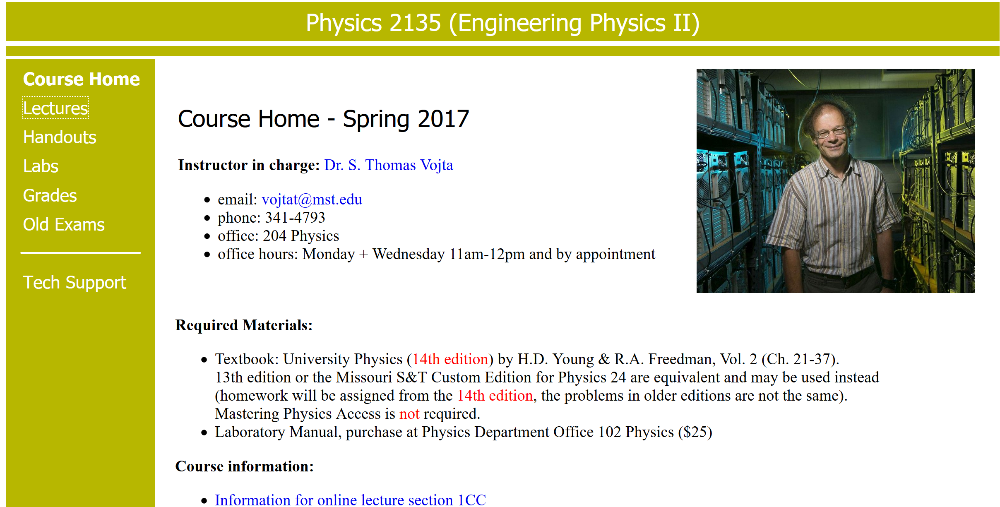 Physics 2135 (Engineering Physics II)
Course Home
Lectures
Handouts
Labs
Grades
Old Exams
Tech Support
Course Home - Spring 2017
Instructor in charge: Dr. S. Thomas Vojta
email: vojtat@mst.edu
phone: 341-4793
office: 204 Physics
office hours: Monday + Wednesday 11am-12pm and by appointment
Required Materials:
Textbook: University Physics (14th edition) by H.D. Young & R.A. Freedman, Vol. 2 (Ch. 21-37).
13th edition or the Missouri S&T Custom Edition for Physics 24 are equivalent and may be used instead
(homework will be assigned from the 14th edition, the problems in older editions are not the same).
Mastering Physics Access is not required.
Laboratory Manual, purchase at Physics Department Office 102 Physics ($25)
Course information:
Information for online lecture section 1CC